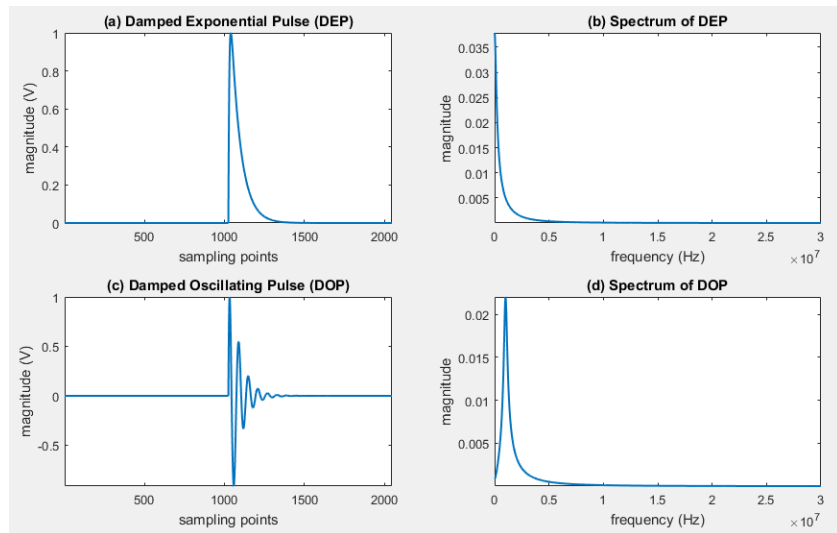 (a) Damped Exponential Pulse (DEP)
magnitude (V)
1
0.8
0.6
0.4
0.2
0
500 1000 1500 2000
sampling points
(b) Spectrum of DEP
magnitude
0.035
0.03
0.025
0.02
0.015
0.01
0.005
0 0.5 1 1.5 2 2.5 3
frequency (Hz) ×10^7
(c) Damped Oscillating Pulse (DOP)
magnitude (V)
1
0.5
0
-0.5
500 1000 1500 2000
sampling points
(d) Spectrum of DOP
magnitude
0.02
0.015
0.01
0.005
0 0.5 1 1.5 2 2.5 3
frequency (Hz) ×10^7